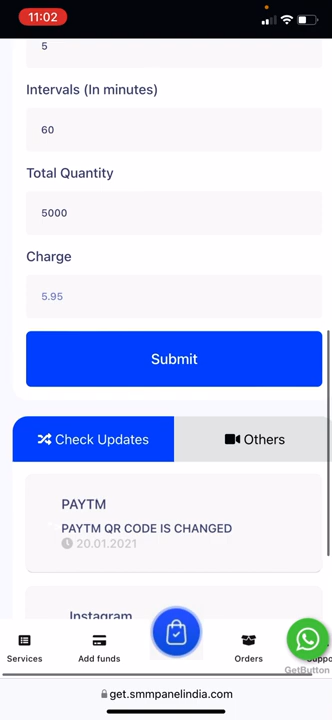 11:02
5
Intervals (In minutes)
60
Total Quantity
5000
Charge
5.95
Submit
Check Updates
Others
PAYTM
PAYTM QR CODE IS CHANGED
20.01.2021
Instagram
Services
Add funds
Orders
GetButton
get.smmpanelindia.com